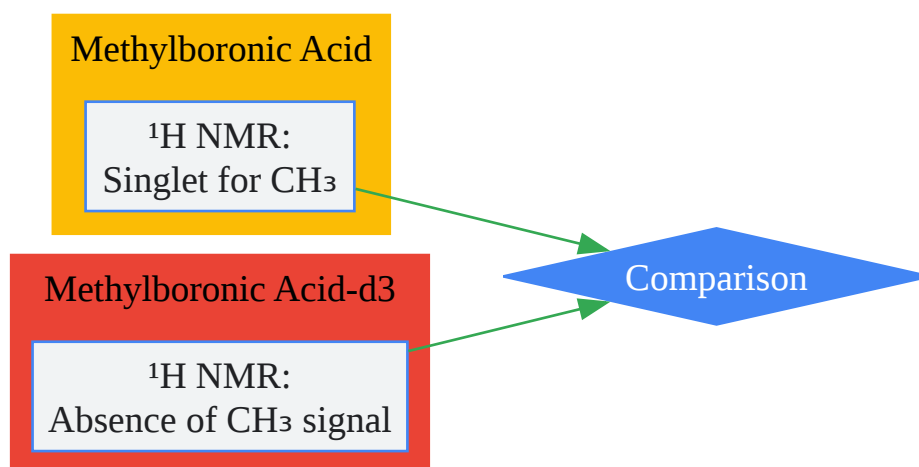 Methylboronic Acid
¹H NMR:
Singlet for CH₃
Methylboronic Acid-d3
¹H NMR:
Absence of CH₃ signal
Comparison